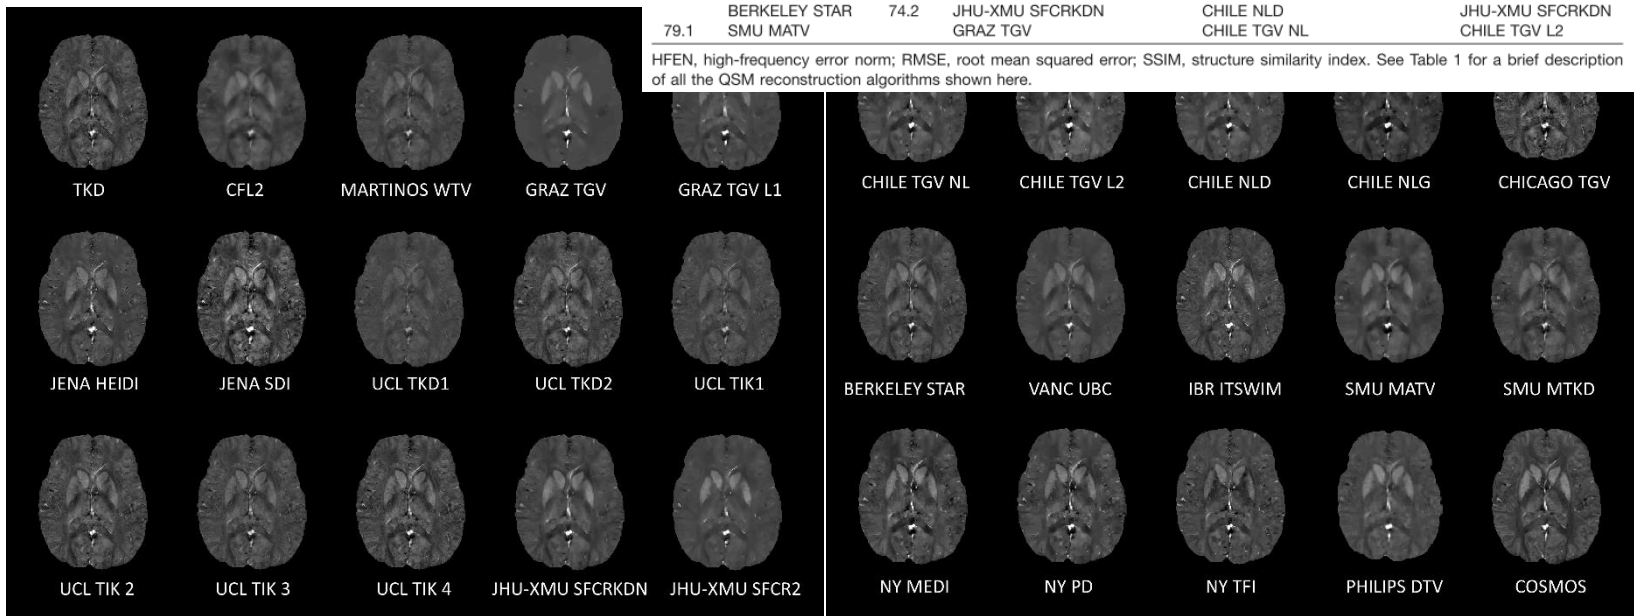 BERKELEY STAR 74.2 JHU-XMU SFCRKDN CHILE NLD JHU-XMU SFCRKDN
79.1 SMU MATV GRAZ TGV CHILE TGV NL CHILE TGV L2
HFEN, high-frequency error norm; RMSE, root mean squared error; SSIM, structure similarity index. See Table 1 for a brief description
of all the QSM reconstruction algorithms shown here.
TKD CFL2 MARTINOS WTV GRAZ TGV GRAZ TGV L1
JENA HEIDI JENA SDI UCL TKD1 UCL TKD2 UCL TIK1
UCL TIK 2 UCL TIK 3 UCL TIK 4 JHU-XMU SFCRKDN JHU-XMU SFCR2
CHILE TGV NL CHILE TGV L2 CHILE NLD CHILE NLG CHICAGO TGV
BERKELEY STAR VANC UBC IBR ITSWIM SMU MATV SMU MTKD
NY MEDI NY PD NY TFI PHILIPS DTV COSMOS